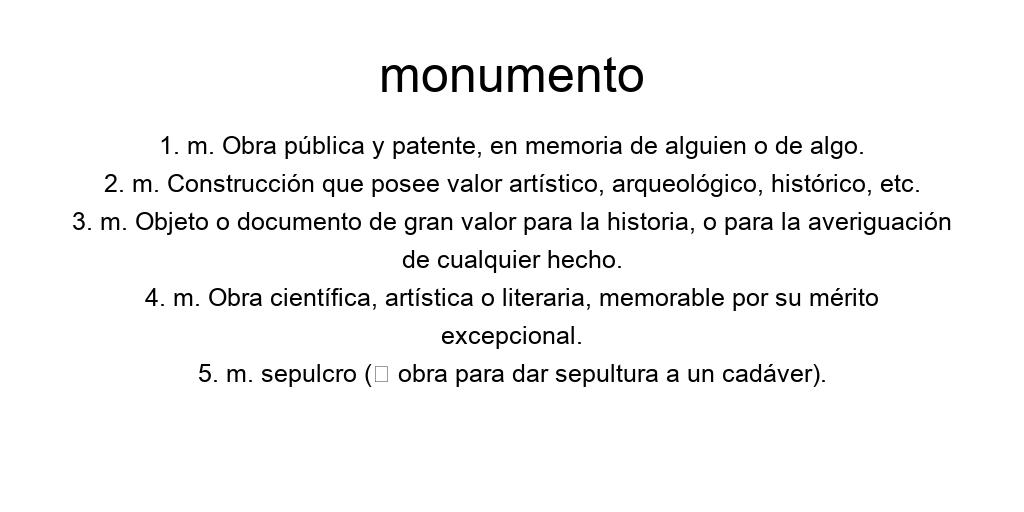 monumento
1. m. Obra pública y patente, en memoria de alguien o de algo.
2. m. Construcción que posee valor artístico, arqueológico, histórico, etc.
3. m. Objeto o documento de gran valor para la historia, o para la averiguación
de cualquier hecho.
4. m. Obra científica, artística o literaria, memorable por su mérito
excepcional.
5. m. sepulcro (□ obra para dar sepultura a un cadáver).